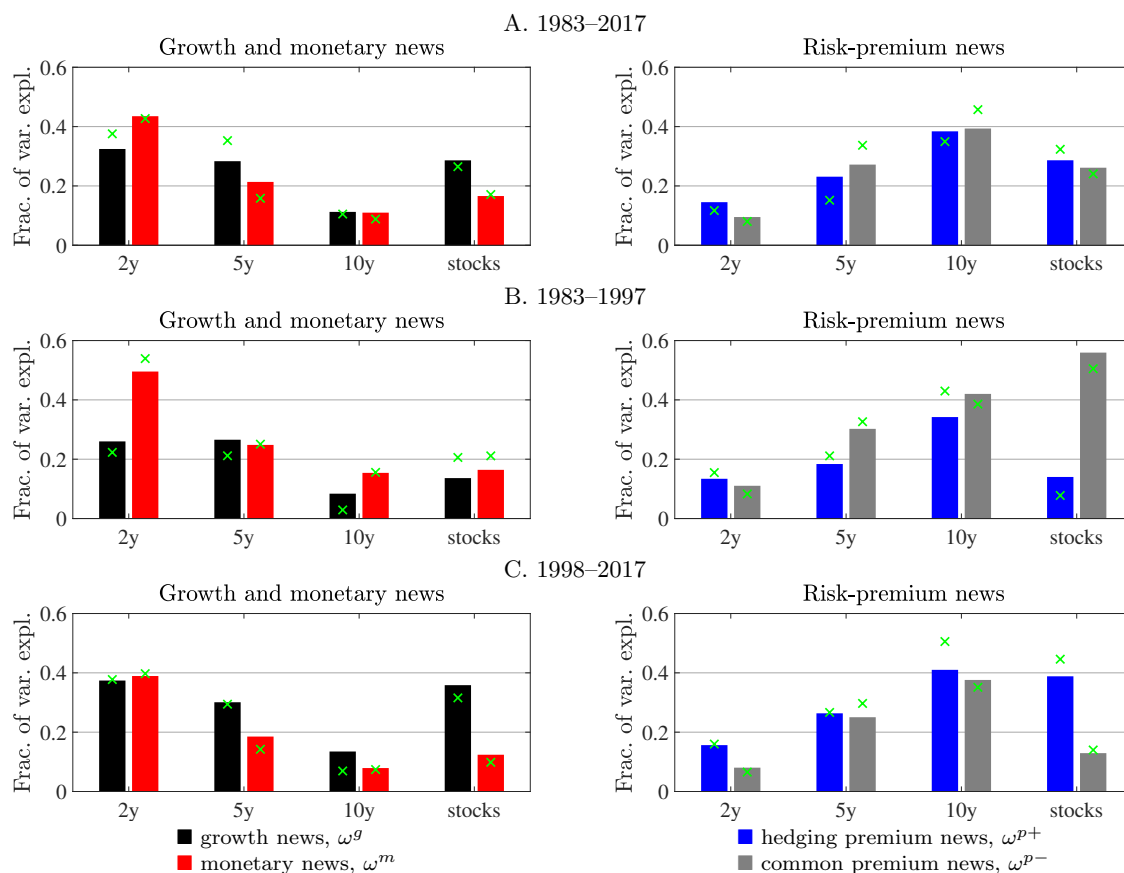 A. 1983–2017
Growth and monetary news
Risk-premium news
Frac. of var. expl.
0.6
0.4
0.2
0
2y 5y 10y stocks
Frac. of var. expl.
0.6
0.4
0.2
0
2y 5y 10y stocks
B. 1983–1997
Growth and monetary news
Risk-premium news
Frac. of var. expl.
0.6
0.4
0.2
0
2y 5y 10y stocks
Frac. of var. expl.
0.6
0.4
0.2
0
2y 5y 10y stocks
C. 1998–2017
Growth and monetary news
Risk-premium news
Frac. of var. expl.
0.6
0.4
0.2
0
2y 5y 10y stocks
Frac. of var. expl.
0.6
0.4
0.2
0
2y 5y 10y stocks
growth news, ω^g
monetary news, ω^m
hedging premium news, ω^{p+}
common premium news, ω^{p−}